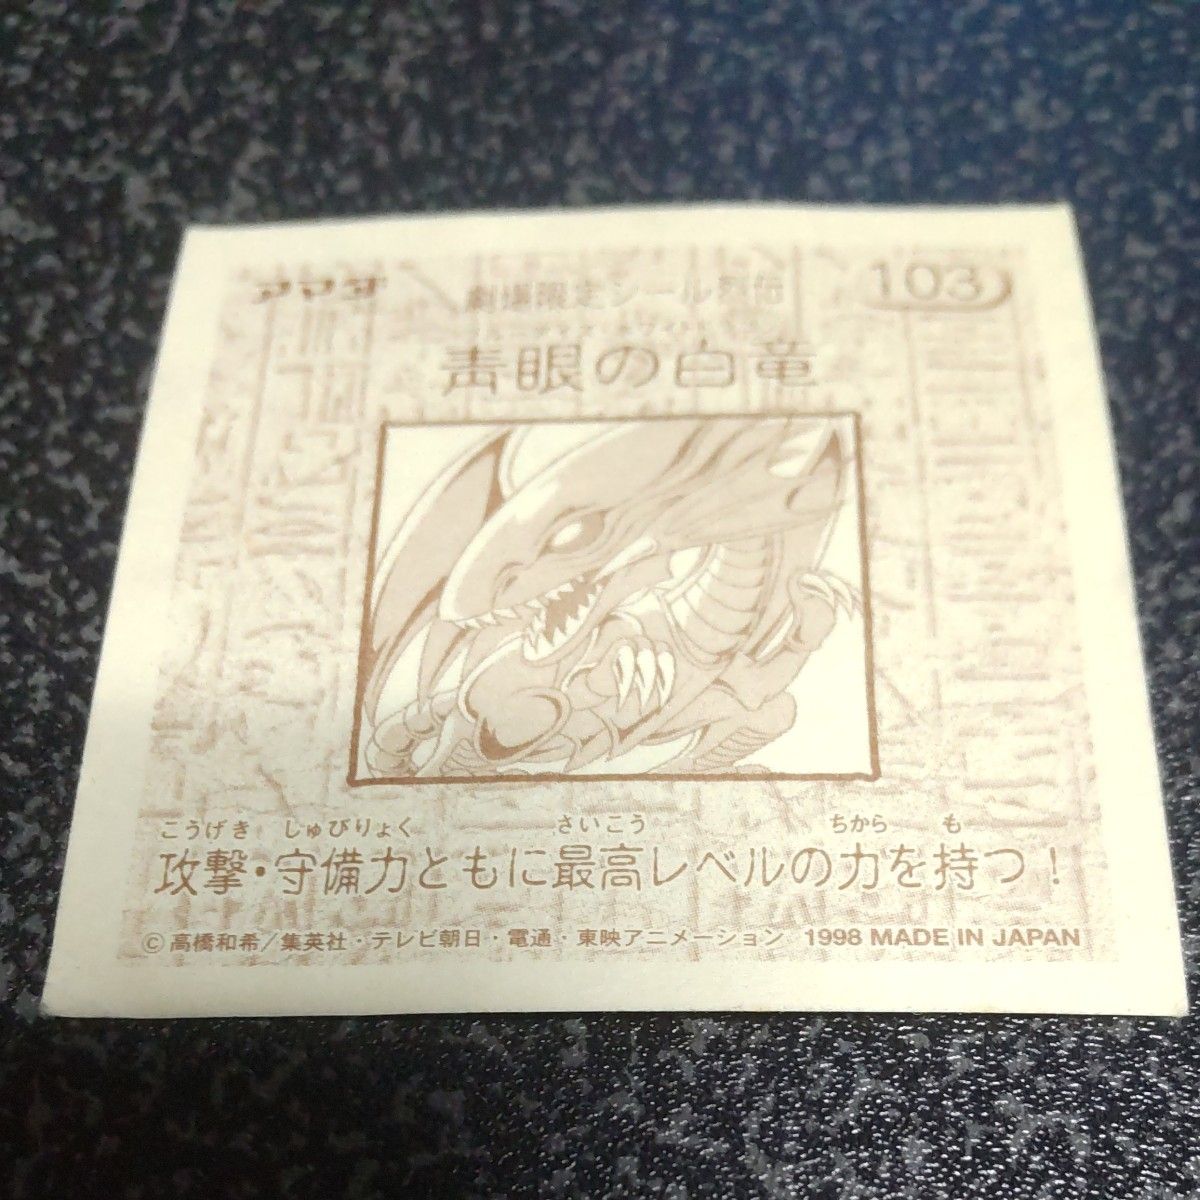 アマダ
劇場限定シール烈伝
103
青眼の白竜
こうげき しゅびりょく さいこう ちから も
攻撃・守備力ともに最高レベルの力を持つ！
©高橋和希／集英社・テレビ朝日・電通・東映アニメーション 1998 MADE IN JAPAN